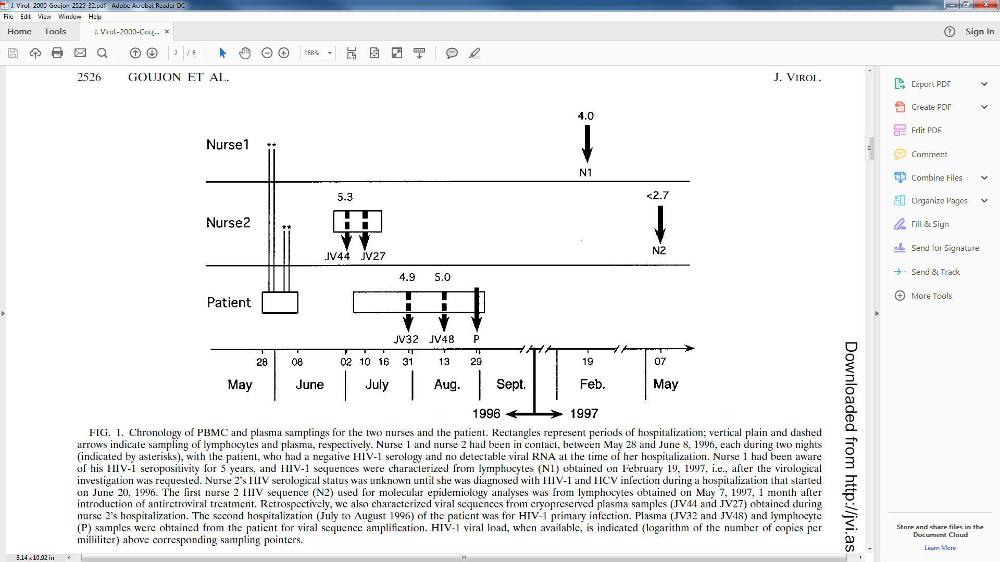 J. Virol.-2000-Goujon-2525-32.pdf - Adobe Acrobat Reader DC
File Edit View Window Help
Home Tools J. Virol.-2000-Gouj... × Sign In
2 / 8 188%
2526 GOUJON ET AL. J. VIROL.
4.0
Nurse1 **
N1
5.3 <2.7
Nurse2 **
JV44 JV27 N2
4.9 5.0
Patient
JV32 JV48 P
28 08 02 10 16 31 13 29 19 07
May June July Aug. Sept. Feb. May
1996 1997
FIG. 1. Chronology of PBMC and plasma samplings for the two nurses and the patient. Rectangles represent periods of hospitalization; vertical plain and dashed
arrows indicate sampling of lymphocytes and plasma, respectively. Nurse 1 and nurse 2 had been in contact, between May 28 and June 8, 1996, each during two nights
(indicated by asterisks), with the patient, who had a negative HIV-1 serology and no detectable viral RNA at the time of her hospitalization. Nurse 1 had been aware
of his HIV-1 seropositivity for 5 years, and HIV-1 sequences were characterized from lymphocytes (N1) obtained on February 19, 1997, i.e., after the virological
investigation was requested. Nurse 2's HIV serological status was unknown until she was diagnosed with HIV-1 and HCV infection during a hospitalization that started
on June 20, 1996. The first nurse 2 HIV sequence (N2) used for molecular epidemiology analyses was from lymphocytes obtained on May 7, 1997, 1 month after
introduction of antiretroviral treatment. Retrospectively, we also characterized viral sequences from cryopreserved plasma samples (JV44 and JV27) obtained during
nurse 2's hospitalization. The second hospitalization (July to August 1996) of the patient was for HIV-1 primary infection. Plasma (JV32 and JV48) and lymphocyte
(P) samples were obtained from the patient for viral sequence amplification. HIV-1 viral load, when available, is indicated (logarithm of the number of copies per
milliliter) above corresponding sampling pointers.
Downloaded from http://jvi.as
Export PDF
Create PDF
Edit PDF
Comment
Combine Files
Organize Pages
Fill & Sign
Send for Signature
Send & Track
More Tools
Store and share files in the
Document Cloud
Learn More
8.14 x 10.92 in